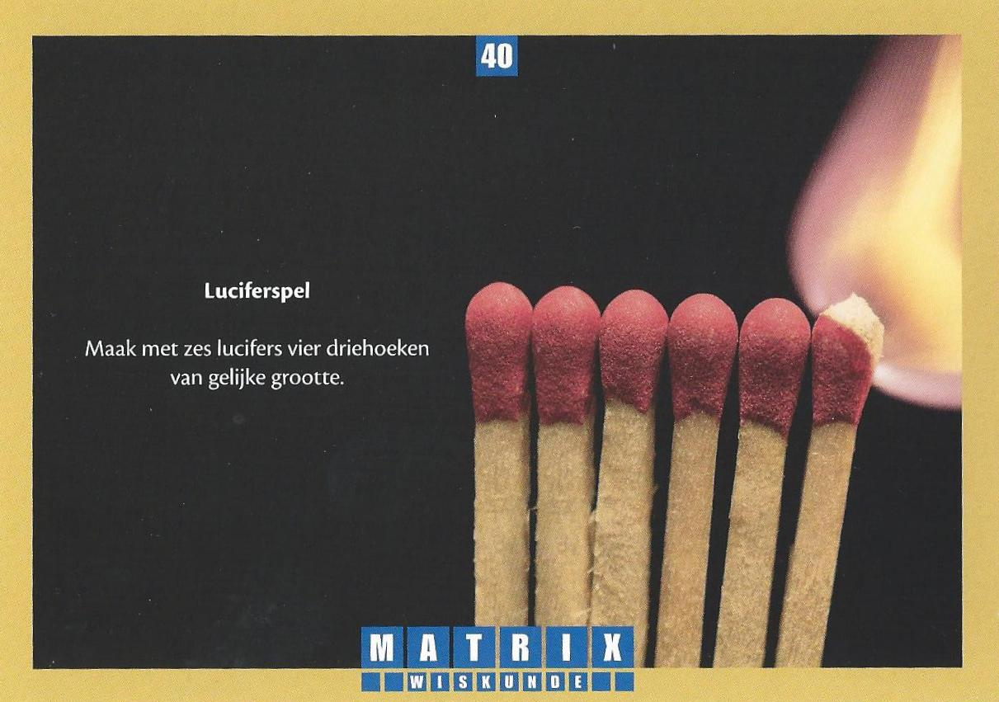 40
Luciferspel
Maak met zes lucifers vier driehoeken
van gelijke grootte.
MATRIX
WISKUNDE